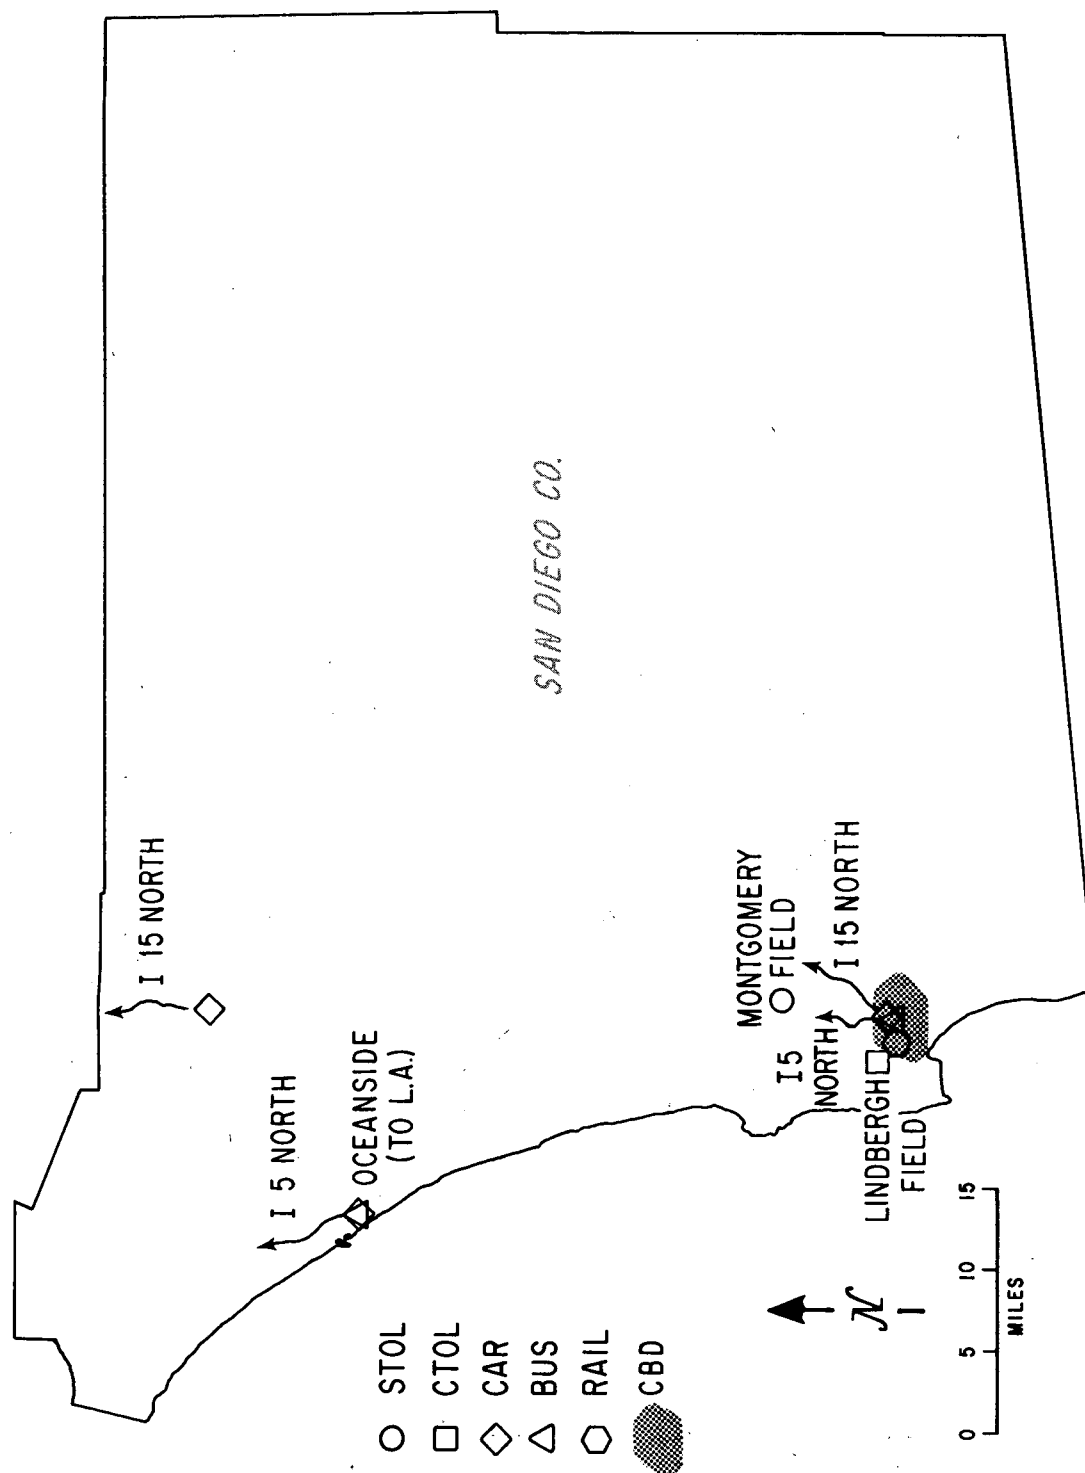 I 15 NORTH
I 5 NORTH
OCEANSIDE
(TO L.A.)
SAN DIEGO CO.
MONTGOMERY
FIELD
I 15 NORTH
I5
NORTH
LINDBERGH
FIELD
STOL
CTOL
CAR
BUS
RAIL
CBD
N
0 5 10 15
MILES